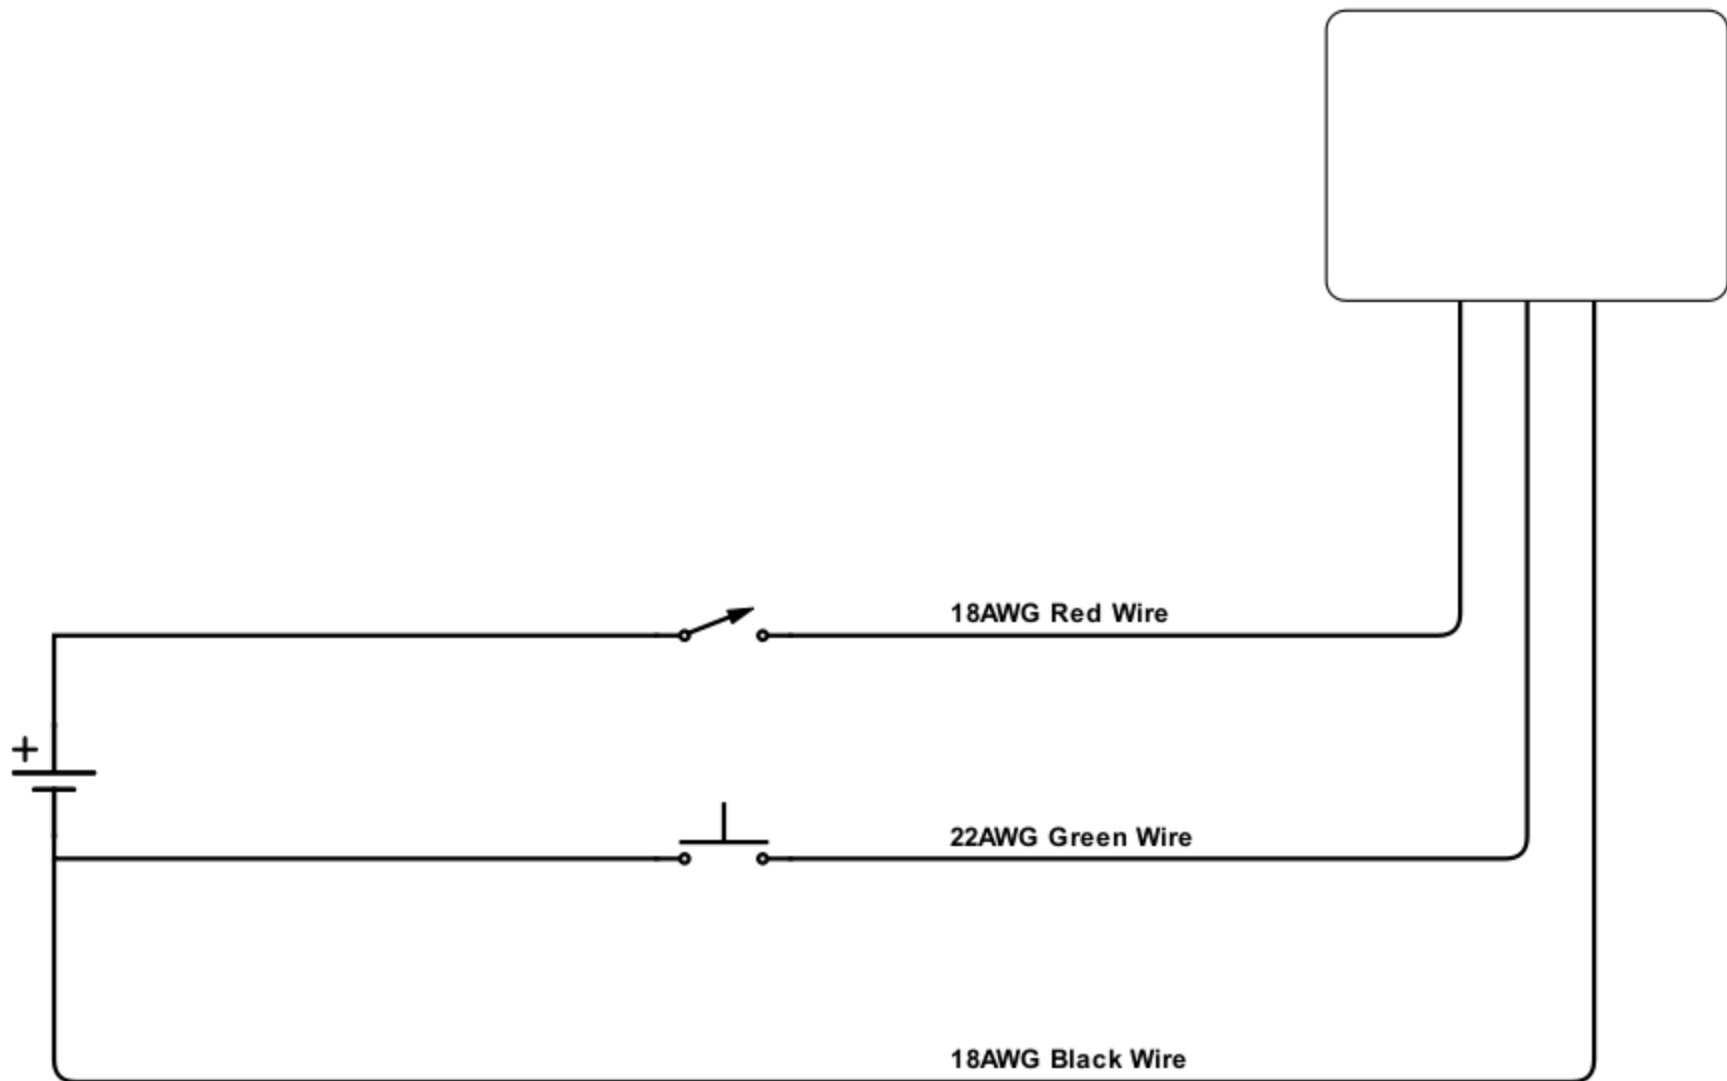 18AWG Red Wire
+
22AWG Green Wire
18AWG Black Wire